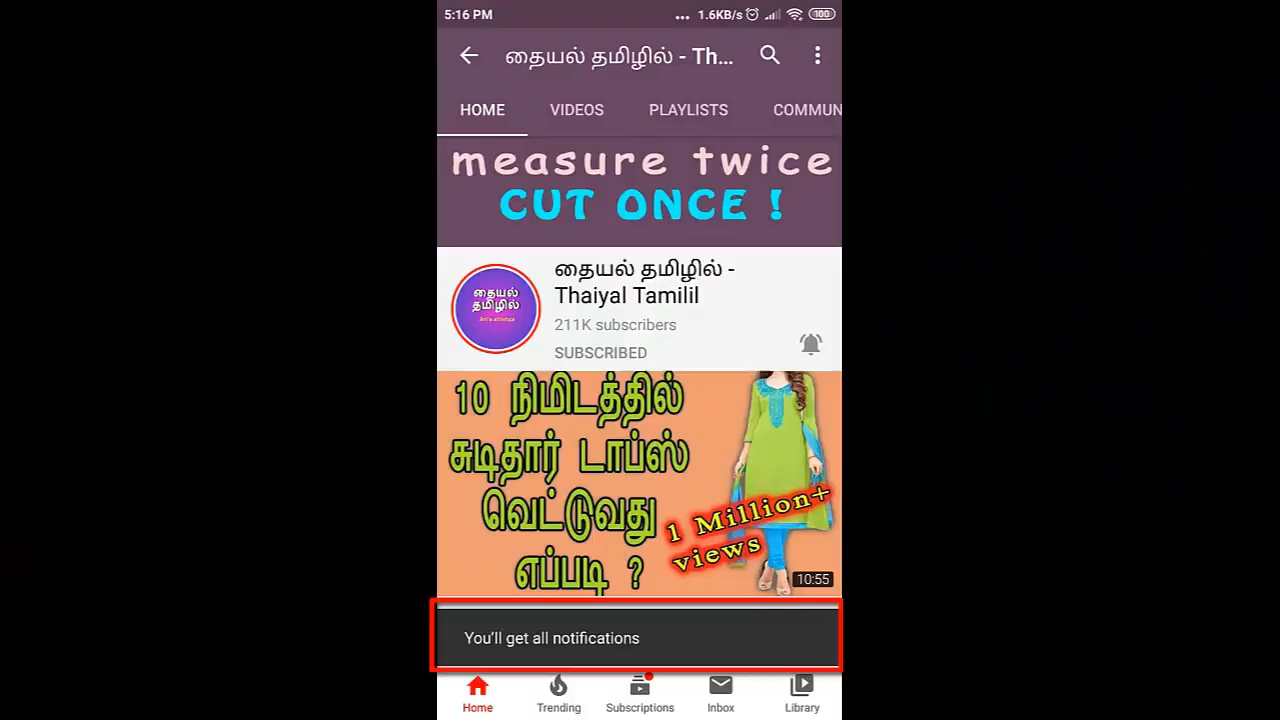 5:16 PM
... 1.6KB/s 100
தையல் தமிழில் - Th...
HOME VIDEOS PLAYLISTS COMMUN
measure twice
CUT ONCE !
தையல் தமிழில் -
Thaiyal Tamilil
தையல்
தமிழில்
211K subscribers
SUBSCRIBED
10 நிமிடத்தில்
சுடிதார் டாப்ஸ்
வெட்டுவது
எப்படி ?
1 Million+
views
10:55
You'll get all notifications
Home Trending Subscriptions Inbox Library